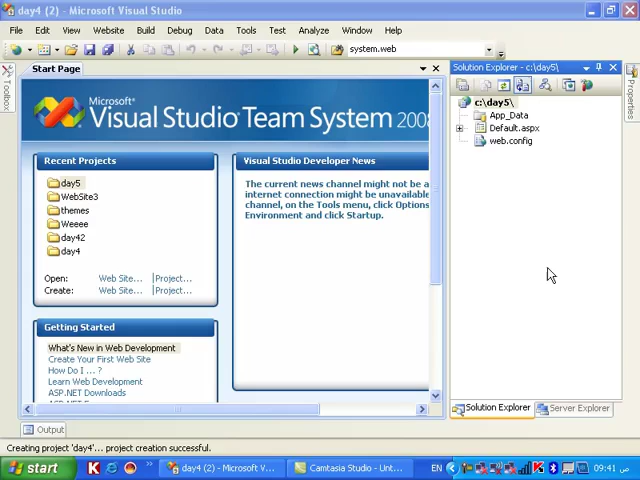 day4 (2) - Microsoft Visual Studio
File Edit View Website Build Debug Data Tools Test Analyze Window Help
system.web
Toolbox
Start Page
Microsoft
Visual Studio Team System 2008
Recent Projects
day5
WebSite3
themes
Weeee
day42
day4
Open: Web Site... Project...
Create: Web Site... Project...
Getting Started
What's New in Web Development
Create Your First Web Site
How Do I ... ?
Learn Web Development
ASP.NET Downloads
Visual Studio Developer News
The current news channel might not be a
internet connection might be unavailable
channel, on the Tools menu, click Options
Environment and click Startup.
Solution Explorer - c:\day5\
c:\day5\
App_Data
Default.aspx
web.config
Properties
Solution Explorer
Server Explorer
Output
Creating project 'day4'... project creation successful.
start
day4 (2) - Microsoft V...
Camtasia Studio - Unt...
EN
09:41 ص